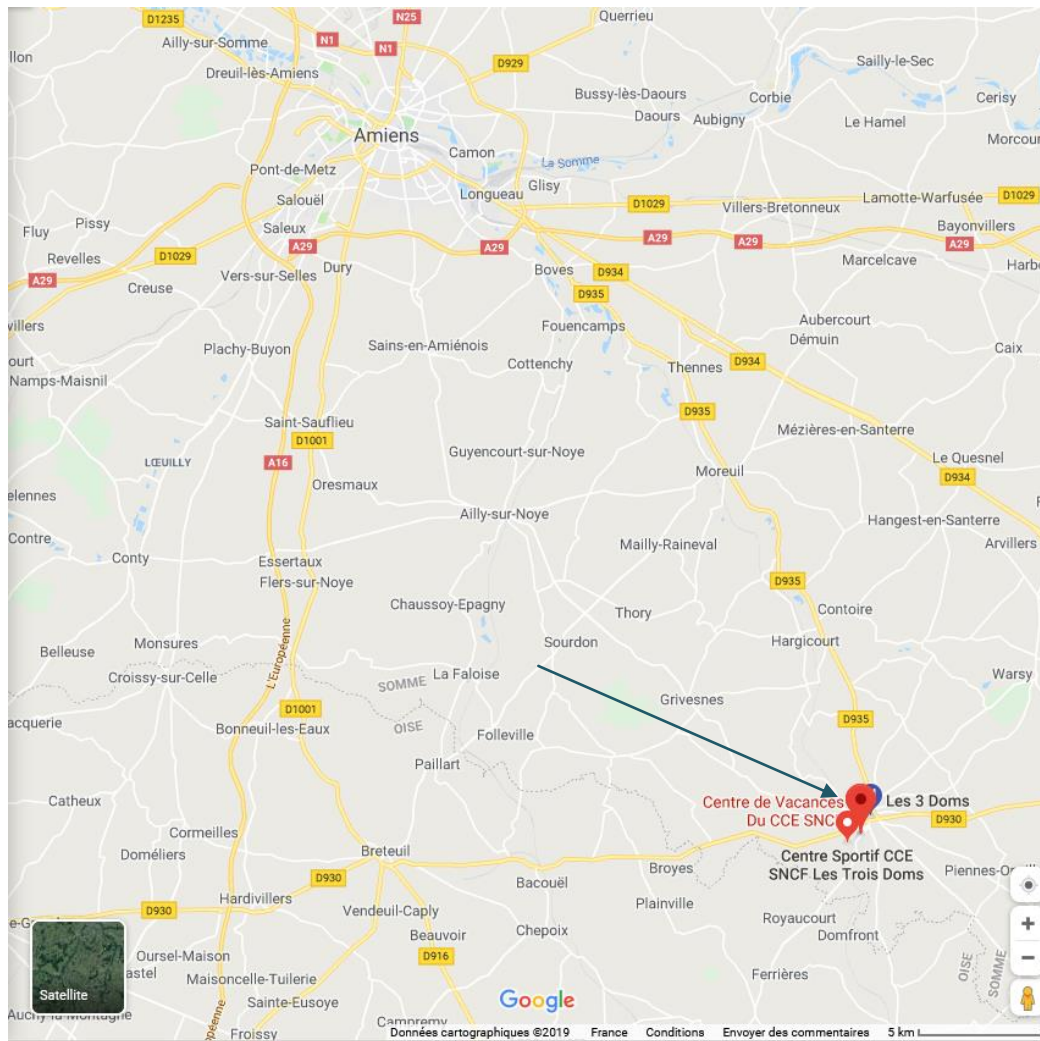 D1235
N25
Querrieu
Ailly-sur-Somme
N1
N1
D929
Sailly-le-Sec
llon
Dreuil-lès-Amiens
Bussy-lès-Daours
Corbie
Cerisy
Daours
Aubigny
Le Hamel
Amiens
Morcour
Camon
La Somme
Pont-de-Metz
Glisy
Longueau
Lamotte-Warfusée
D1029
Salouël
D1029
Villers-Bretonneux
Pissy
Saleux
Bayonvillers
Fluy
A29
A29
A29
A29
Revelles
D1029
Marcelcave
Harb
Vers-sur-Selles
Dury
Boves
D934
A29
Creuse
D935
villers
Fouencamps
Aubercourt
Démuin
Plachy-Buyon
Sains-en-Amiénois
Caix
ourt
Cottenchy
Thennes
D934
Namps-Maisnil
D935
Saint-Sauflieu
D1001
Mézières-en-Santerre
LŒUILLY
A16
Guyencourt-sur-Noye
Le Quesnel
Moreuil
D934
Oresmaux
elennes
Ailly-sur-Noye
Hangest-en-Santerre
Contre
Mailly-Raineval
Arvillers
Conty
Essertaux
Flers-sur-Noye
D935
Chaussoy-Epagny
Thory
Contoire
Monsures
Sourdon
Hargicourt
Belleuse
L'Européenne
Croissy-sur-Celle
SOMME
La Faloise
Warsy
Grivesnes
D1001
D935
acquerie
Bonneuil-les-Eaux
OISE
Folleville
Paillart
Catheux
Centre de Vacances
Du CCE SNC
Les 3 Doms
D930
Cormeilles
Doméliers
Breteuil
Centre Sportif CCE
SNCF Les Trois Doms
D930
Broyes
Piennes-O
Hardivillers
Bacouël
D930
Vendeuil-Caply
Plainville
Royaucourt
Beauvoir
Chepoix
Domfront
Oursel-Maison
D916
OISE
SOMME
Maisoncelle-Tuilerie
Ferrières
Satellite
Sainte-Eusoye
Google
Campremy
Froissy
Données cartographiques ©2019 France Conditions Envoyer des commentaires 5 km